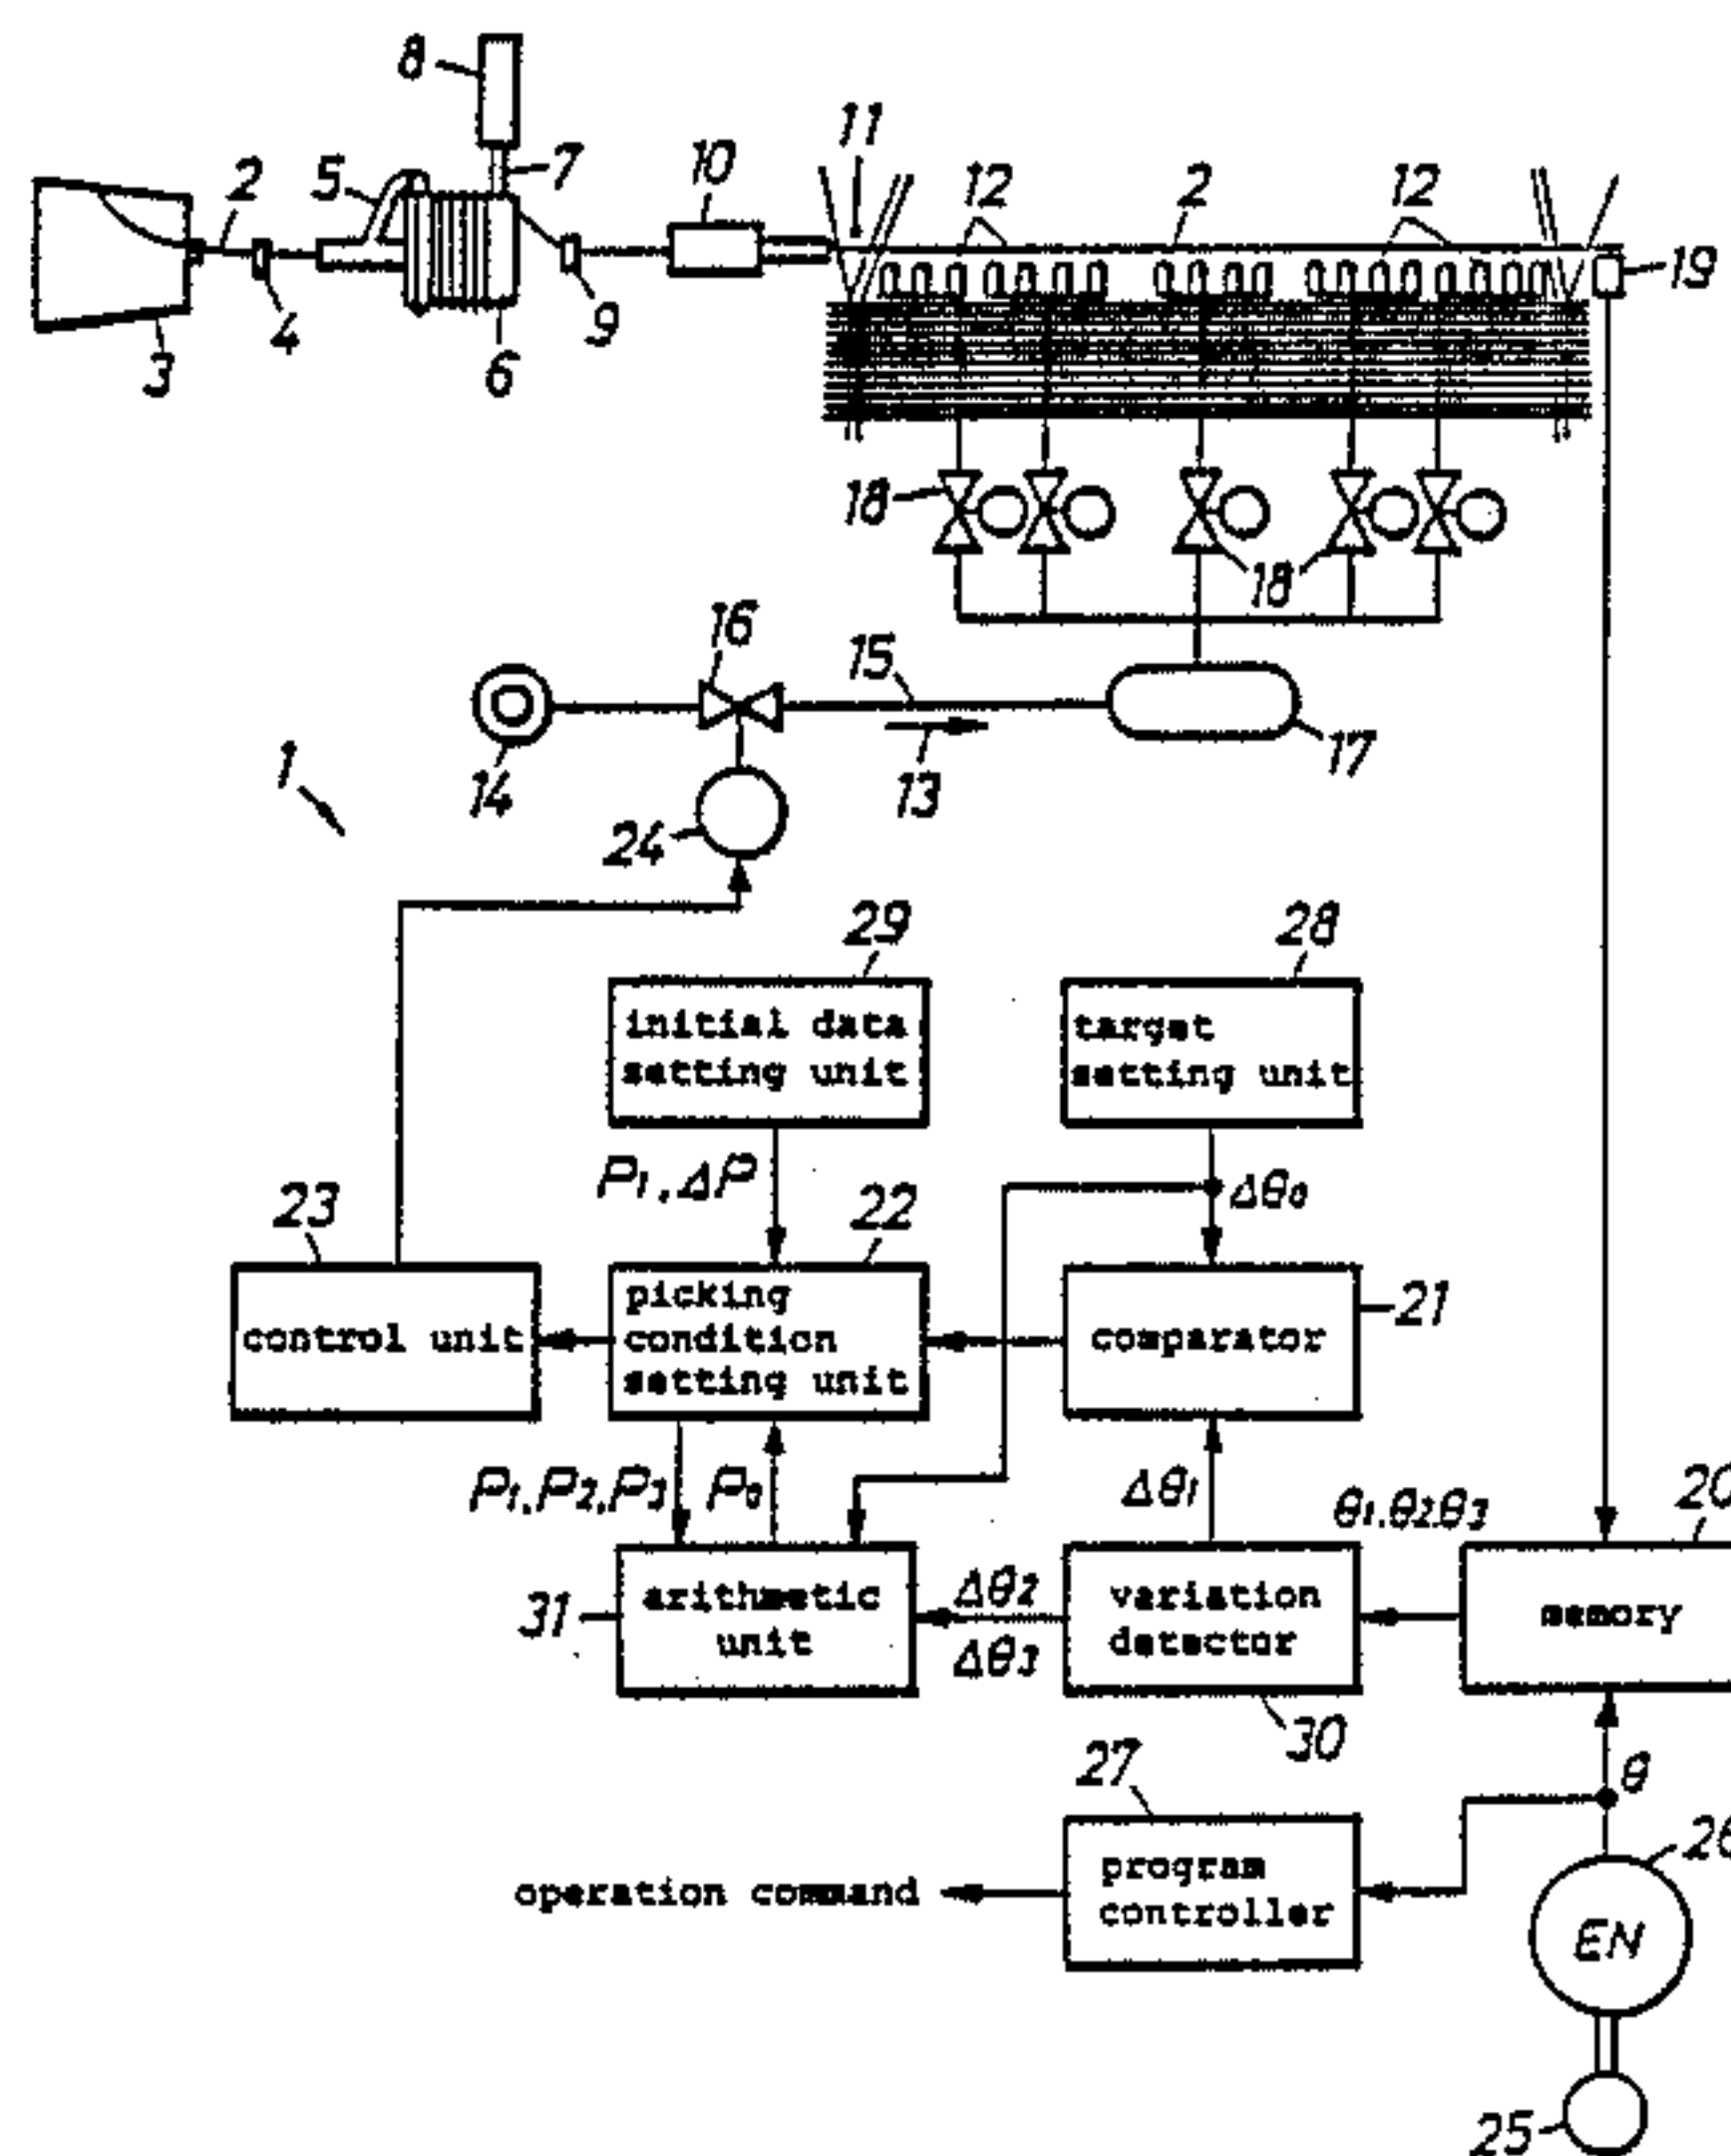 8
11
10
7
12
2
12
2
5
19
4
9
3
6
18
18
16
15
17
1
14
13
24
29
28
initial data
setting unit
target
setting unit
P1, ΔP
Δθ0
23
22
21
control unit
picking
condition
setting unit
comparator
P1, P2, P3
P0
Δθ1
θ1, θ2, θ3
20
31
arithmetic
unit
Δθ2
Δθ3
variation
detector
memory
30
27
θ
26
operation command
program
controller
EN
25